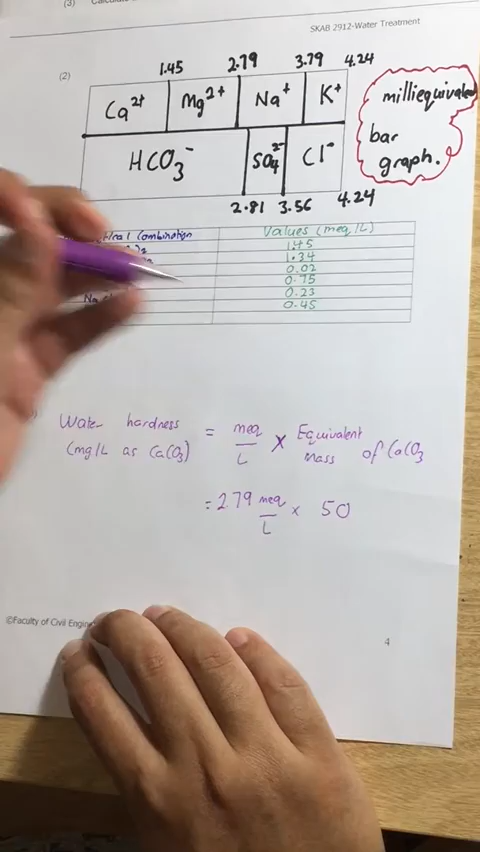 (3)
SKAB 2912-Water Treatment
(2)
1.45 2.79 3.79 4.24
Ca²⁺ Mg²⁺ Na⁺ K⁺
HCO₃⁻ SO₄²⁻ Cl⁻
2.81 3.56 4.24
milliequivalent
bar
graph.
Combination Values (meq/L)
1.45
1.34
0.02
0.75
0.23
0.45
Water hardness = meq/L × Equivalent Mass of CaCO₃
(mg/L as CaCO₃)
= 2.79 meq/L × 50
©Faculty of Civil
4